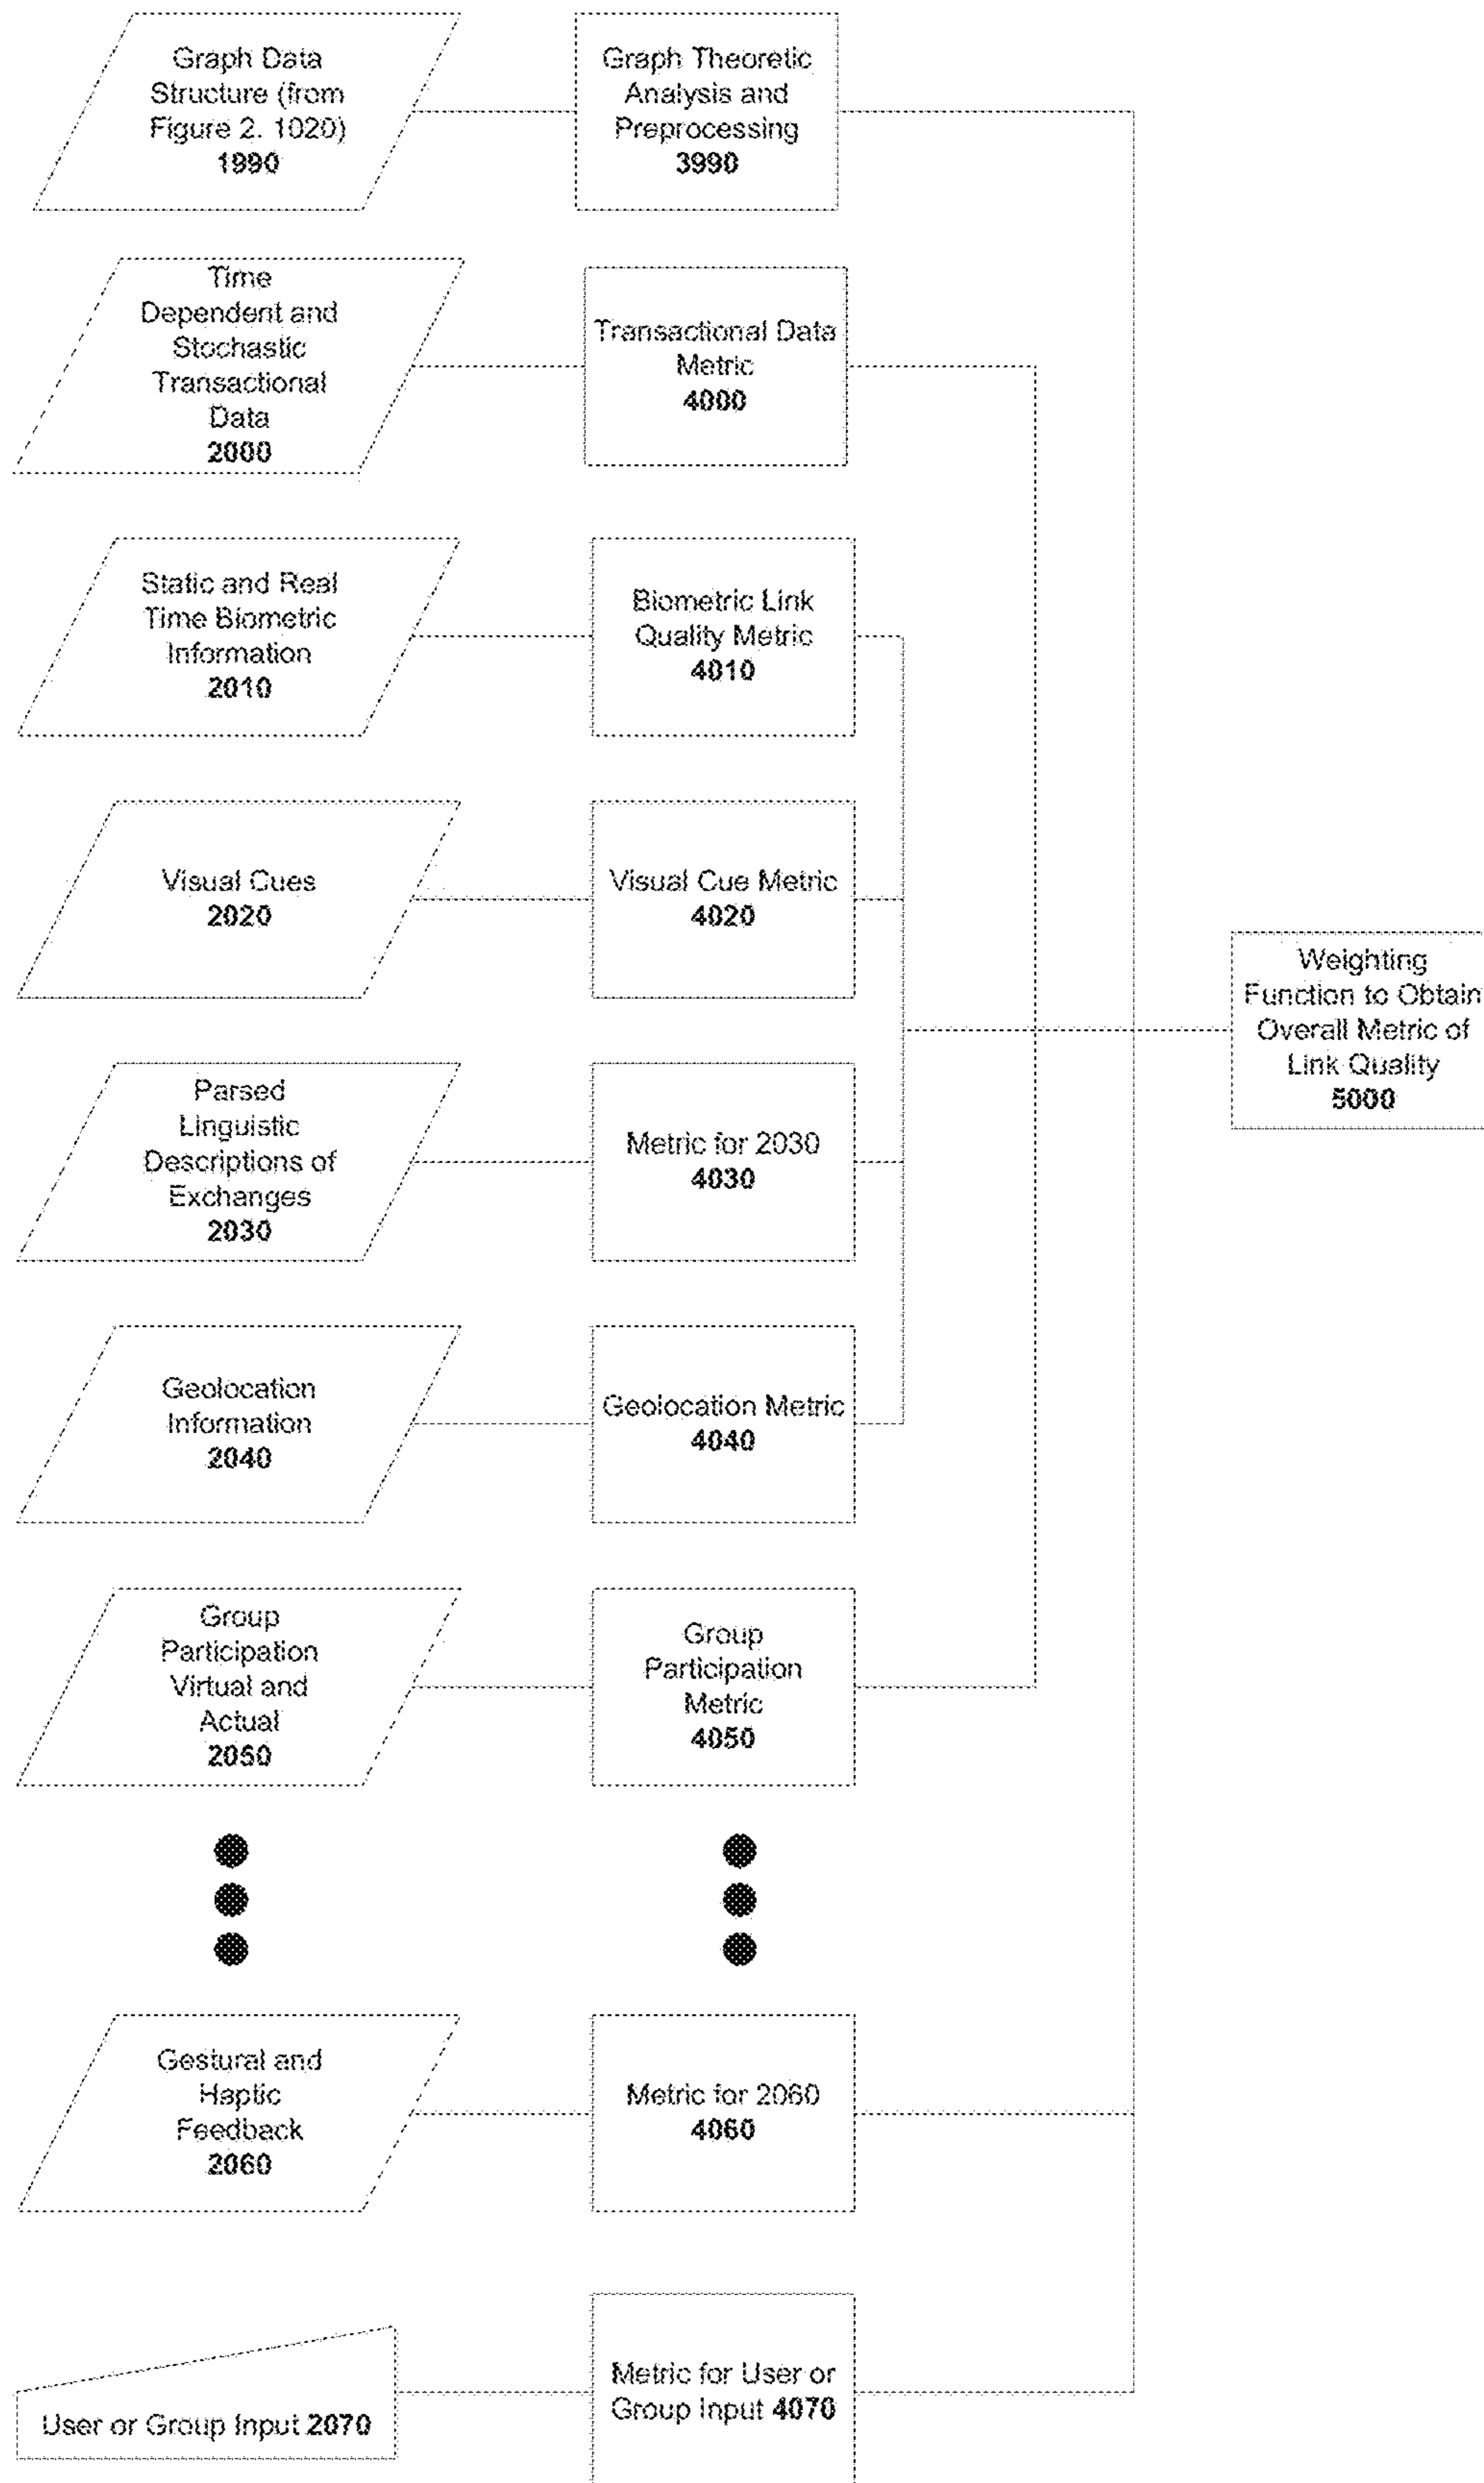 Graph Data
Structure (from
Figure 2. 1020)
1990
Graph Theoretic
Analysis and
Preprocessing
3990
Time
Dependent and
Stochastic
Transactional
Data
2000
Transactional Data
Metric
4000
Static and Real
Time Biometric
Information
2010
Biometric Link
Quality Metric
4010
Visual Cues
2020
Visual Cue Metric
4020
Weighting
Function to Obtain
Overall Metric of
Link Quality
5000
Parsed
Linguistic
Descriptions of
Exchanges
2030
Metric for 2030
4030
Geolocation
Information
2040
Geolocation Metric
4040
Group
Participation
Virtual and
Actual
2050
Group
Participation
Metric
4050
Gestural and
Haptic
Feedback
2060
Metric for 2060
4060
User or Group Input 2070
Metric for User or
Group Input 4070